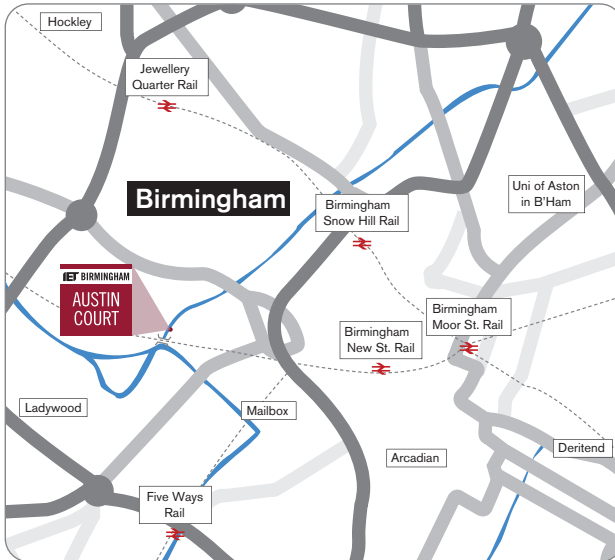 Hockley
Jewellery
Quarter Rail
Birmingham
Uni of Aston
in B'Ham
Birmingham
Snow Hill Rail
IET BIRMINGHAM
AUSTIN
COURT
Birmingham
Moor St. Rail
Birmingham
New St. Rail
Ladywood
Mailbox
Arcadian
Deritend
Five Ways
Rail